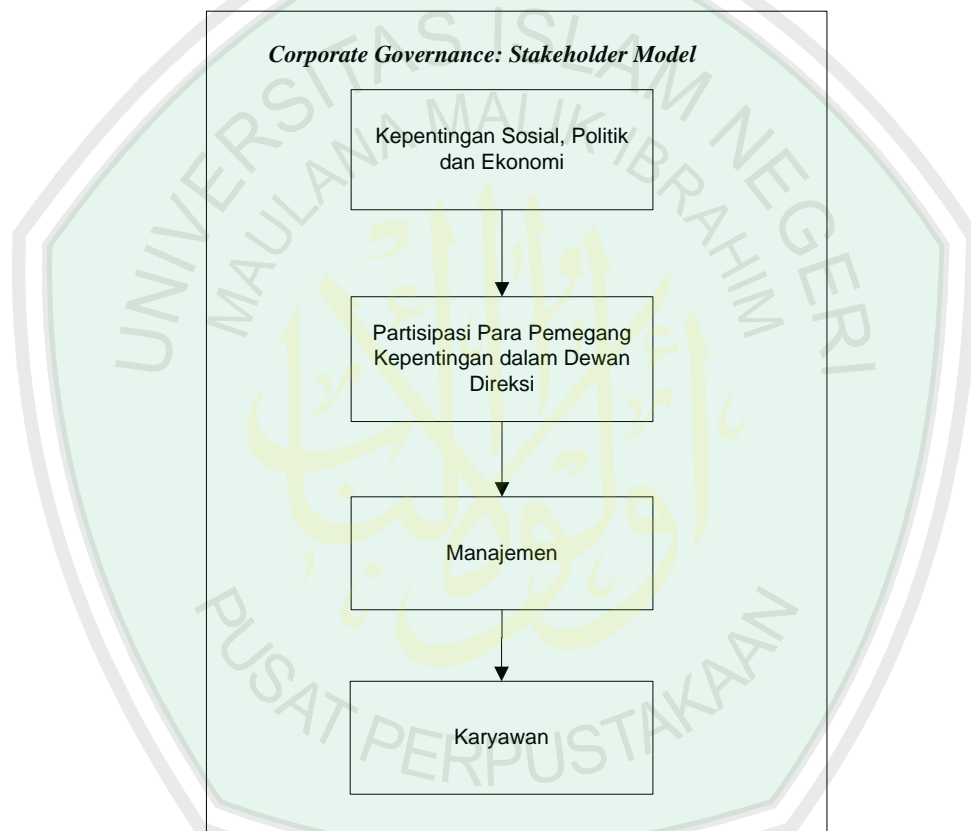 Corporate Governance: Stakeholder Model
Kepentingan Sosial, Politik
dan Ekonomi
Partisipasi Para Pemegang
Kepentingan dalam Dewan
Direksi
Manajemen
Karyawan
UNIVERSITAS ISLAM NEGERI
MAULANA MALIK IBRAHIM
PUSAT PERPUSTAKAAN